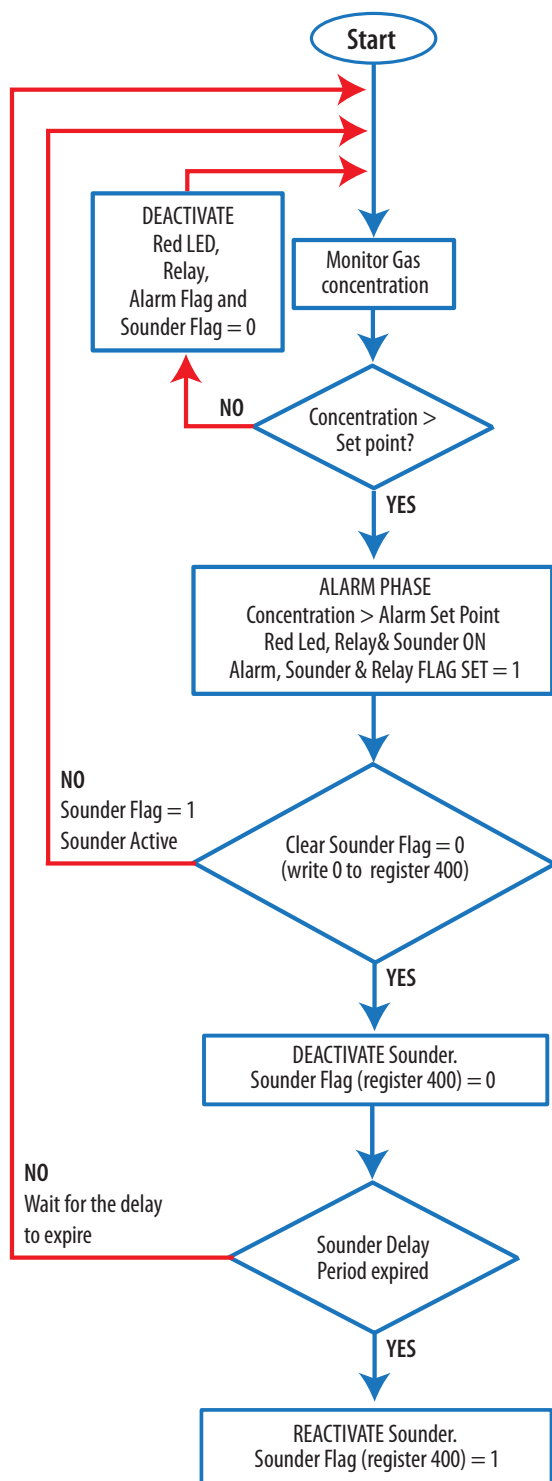 Start
DEACTIVATE
Red LED,
Relay,
Alarm Flag and
Sounder Flag = 0
Monitor Gas
concentration
NO
Concentration >
Set point?
YES
ALARM PHASE
Concentration > Alarm Set Point
Red Led, Relay& Sounder ON
Alarm, Sounder & Relay FLAG SET = 1
NO
Sounder Flag = 1
Sounder Active
Clear Sounder Flag = 0
(write 0 to register 400)
YES
DEACTIVATE Sounder.
Sounder Flag (register 400) = 0
NO
Wait for the delay
to expire
Sounder Delay
Period expired
YES
REACTIVATE Sounder.
Sounder Flag (register 400) = 1